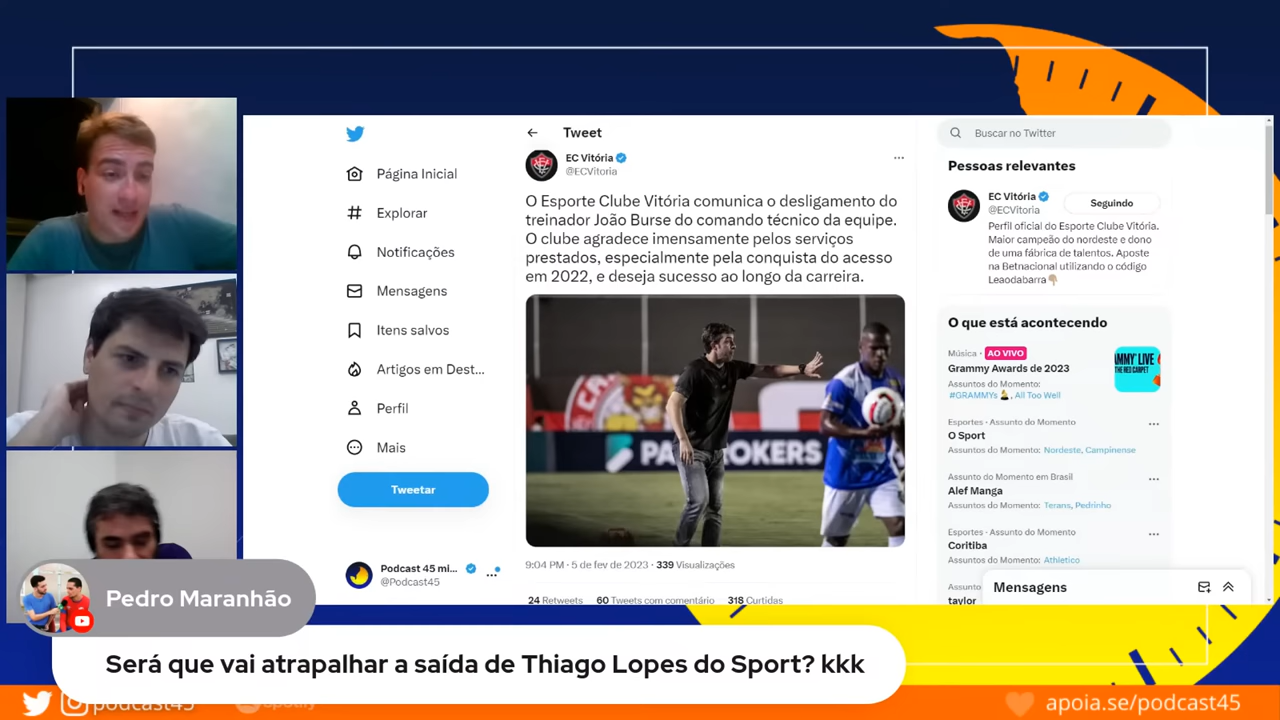 Tweet
Buscar no Twitter
EC Vitória
@ECVitoria
O Esporte Clube Vitória comunica o desligamento do
treinador João Burse do comando técnico da equipe.
O clube agradece imensamente pelos serviços
prestados, especialmente pela conquista do acesso
em 2022, e deseja sucesso ao longo da carreira.
9:04 PM · 5 de fev de 2023 · 339 Visualizações
24 Retweets 60 Tweets com comentário 318 Curtidas
Página Inicial
Explorar
Notificações
Mensagens
Itens salvos
Artigos em Dest...
Perfil
Mais
Tweetar
Podcast 45 mi...
@Podcast45
Pessoas relevantes
EC Vitória
@ECVitoria
Seguindo
Perfil oficial do Esporte Clube Vitória.
Maior campeão do nordeste e dono
de uma fábrica de talentos. Aposte
na Betnacional utilizando o código
Leaodabarra
O que está acontecendo
Música · AO VIVO
Grammy Awards de 2023
Assuntos do Momento:
#GRAMMYs, All Too Well
Esportes · Assunto do Momento
O Sport
Assuntos do Momento: Nordeste, Campinense
Assunto do Momento em Brasil
Alef Manga
Assuntos do Momento: Terans, Pedrinho
Esportes · Assunto do Momento
Coritiba
Assuntos do Momento: Athletico
Assunto
taylor
Mensagens
Pedro Maranhão
Será que vai atrapalhar a saída de Thiago Lopes do Sport? kkk
podcast45
spotify
apoia.se/podcast45